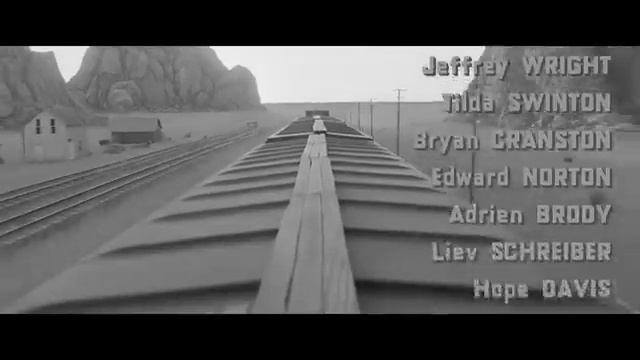 Jeffrey WRIGHT
Tilda SWINTON
Bryan CRANSTON
Edward NORTON
Adrien BRODY
Liev SCHREIBER
Hope DAVIS